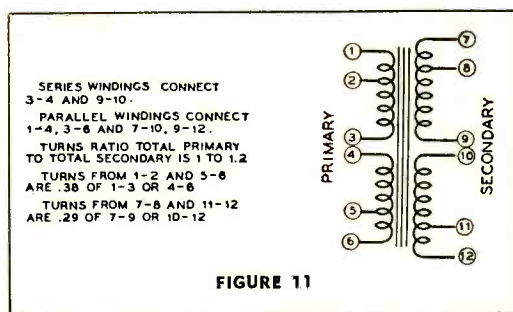 SERIES WINDINGS CONNECT
3-4 AND 9-10.
PARALLEL WINDINGS CONNECT
1-4, 3-6 AND 7-10, 9-12.
TURNS RATIO TOTAL PRIMARY
TO TOTAL SECONDARY IS 1 TO 1.2
TURNS FROM 1-2 AND 5-6
ARE .38 OF 1-3 OR 4-6
TURNS FROM 7-8 AND 11-12
ARE .29 OF 7-9 OR 10-12
1
2
3
4
5
6
PRIMARY
7
8
9
10
11
12
SECONDARY
FIGURE 11